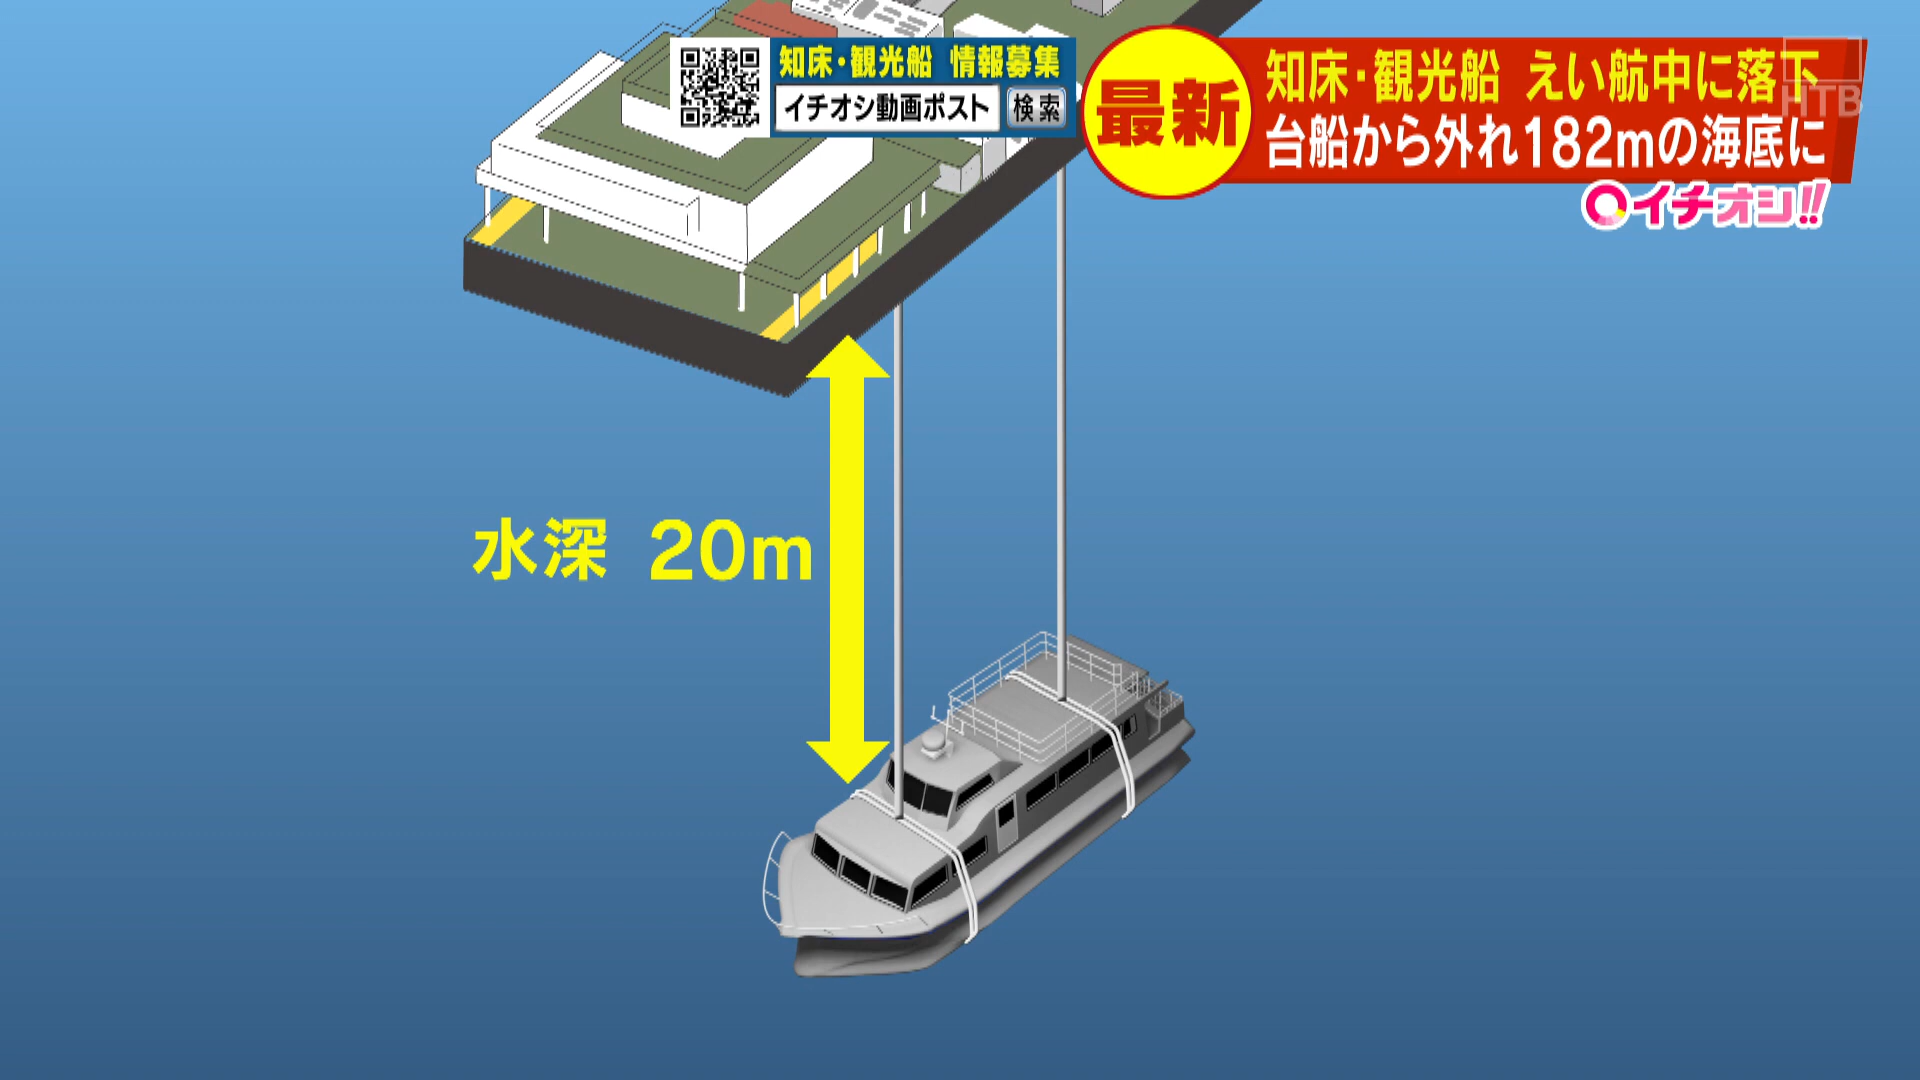 知床・観光船 情報募集
イチオシ動画ポスト 検索
最新
知床・観光船 えい航中に落下
台船から外れ182mの海底に
HTB
イチオシ!!
水深 20m